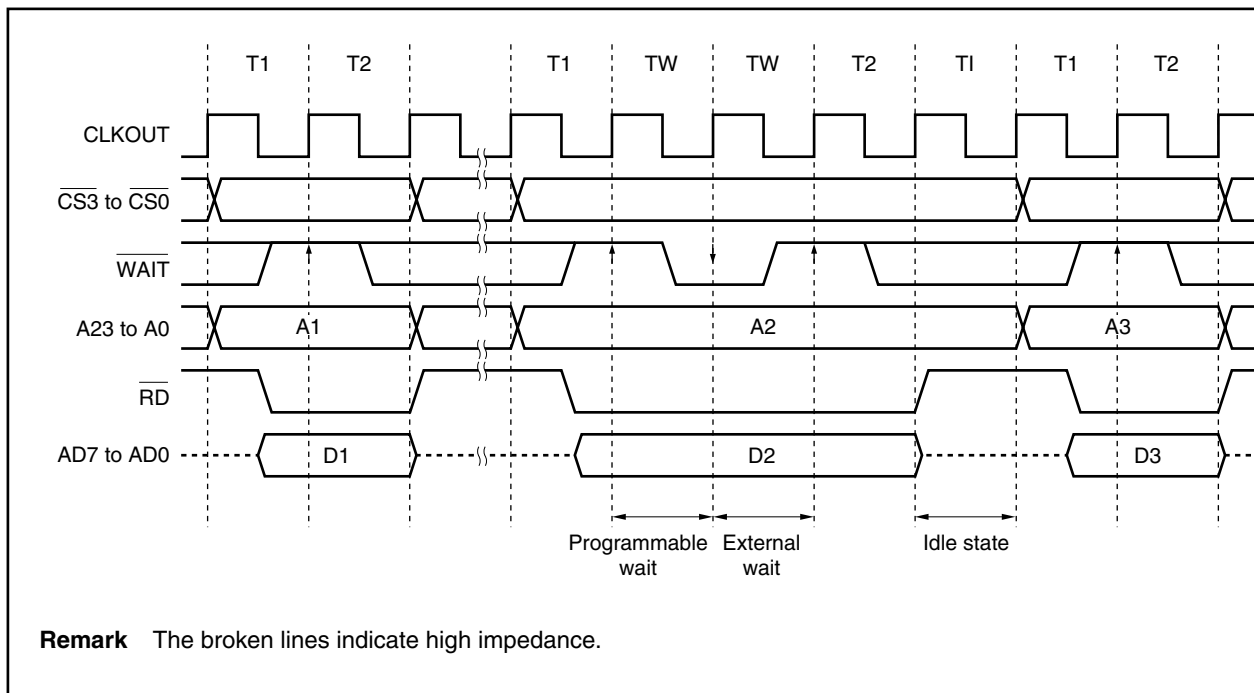 T1 T2 T1 TW TW T2 TI T1 T2
CLKOUT
CS3 to CS0
WAIT
A23 to A0 A1 A2 A3
RD
AD7 to AD0 D1 D2 D3
Programmable wait
External wait
Idle state
Remark The broken lines indicate high impedance.